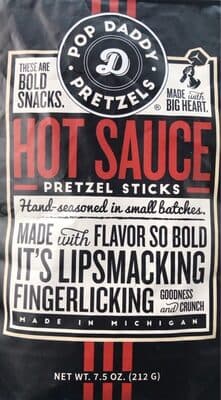 POP DADDY
D
PRETZELS
®
THESE ARE
BOLD
SNACKS.
MADE with
BIG HEART.
HOT SAUCE
PRETZEL STICKS
Hand-seasoned in small batches.
MADE with FLAVOR SO BOLD
IT'S LIPSMACKING
FINGERLICKING GOODNESS
and CRUNCH
MADE IN MICHIGAN
NET WT. 7.5 OZ. (212 G)